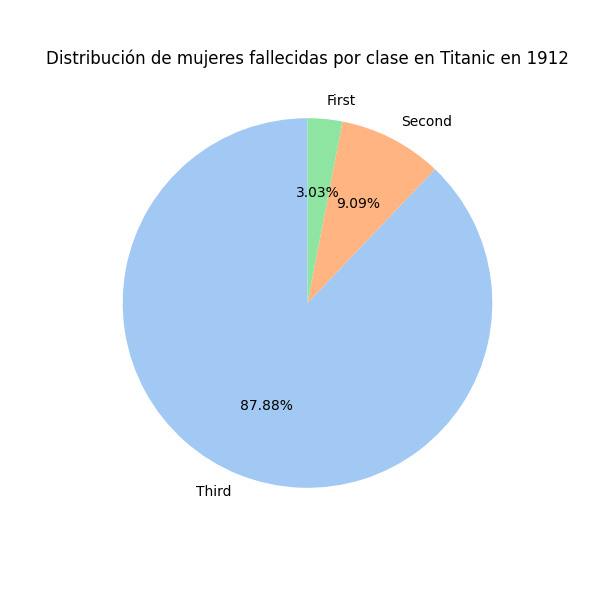 Distribución de mujeres fallecidas por clase en Titanic en 1912
First
Second
3.03%
9.09%
87.88%
Third